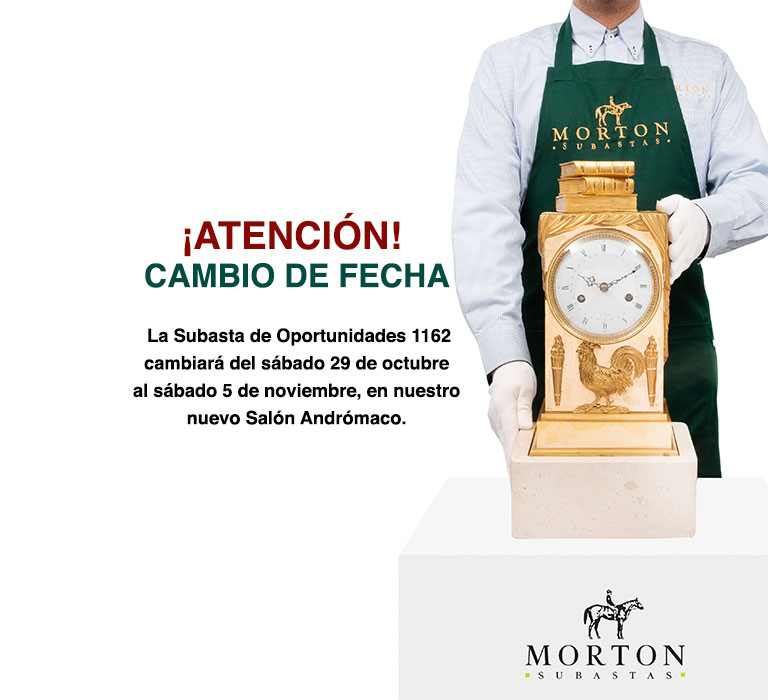 ¡ATENCIÓN!
CAMBIO DE FECHA
La Subasta de Oportunidades 1162
cambiará del sábado 29 de octubre
al sábado 5 de noviembre, en nuestro
nuevo Salón Andrómaco.
MORTON
MORTON
SUBASTAS
MORTON
SUBASTAS